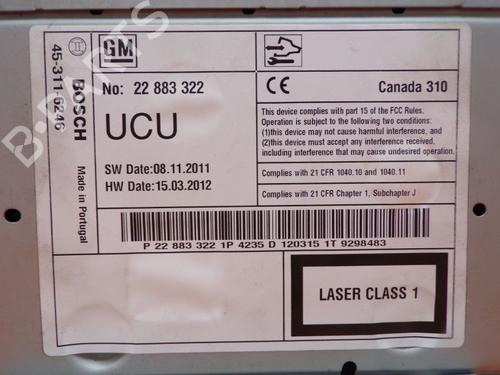 GM
No: 22 883 322
UCU
SW Date:08.11.2011
HW Date:15.03.2012
45-311-6246
BOSCH
Made in Portugal
CE
Canada 310
This device complies with part 15 of the FCC Rules.
Operation is subject to the following two conditions:
(1)this device may not cause harmful interference, and
(2)this device must accept any interference received,
including interference that may cause undesired operation.
Complies with 21 CFR 1040.10 and 1040.11
Complies with 21 CFR Chapter 1, Subchapter J
P 22 883 322 1P 4235 D 120315 1T 9298483
LASER CLASS 1
B-PARTS